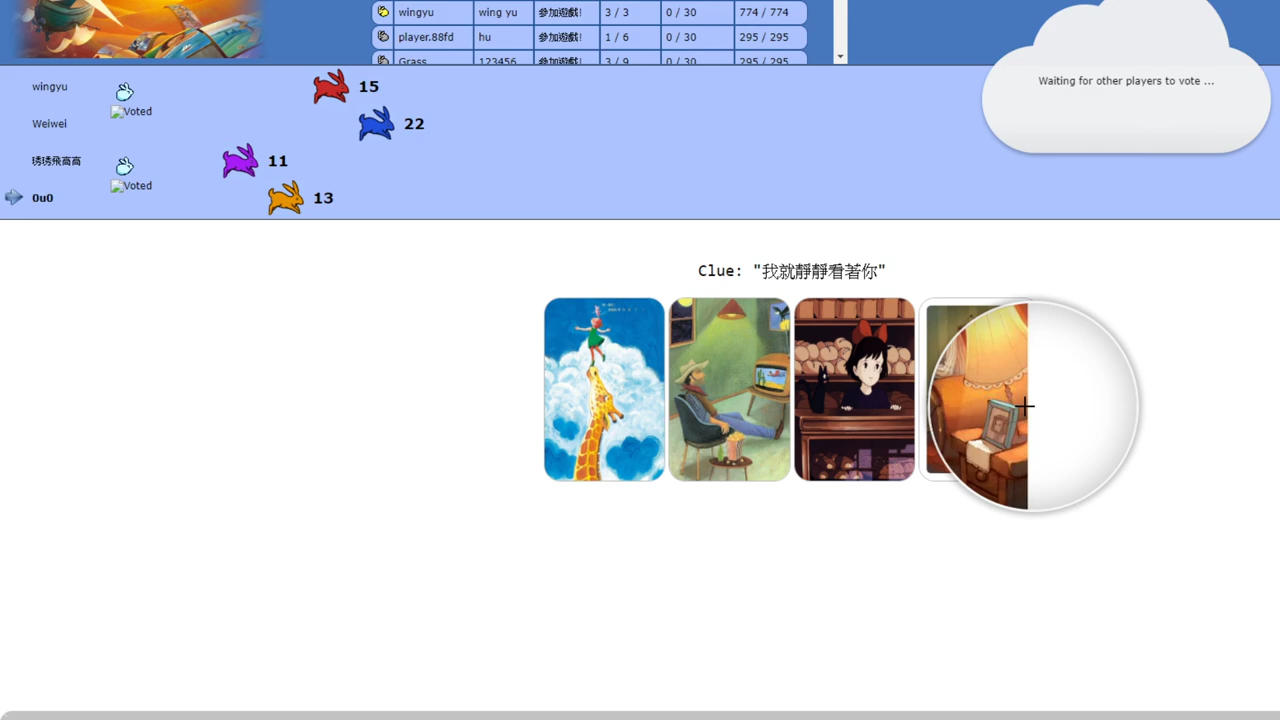 wingyu wing yu 參加遊戲! 3 / 3 0 / 30 774 / 774
player.88fd hu 參加遊戲! 1 / 6 0 / 30 295 / 295
Grass 123456 參加遊戲! 3 / 9 0 / 30 295 / 295
Waiting for other players to vote ...
wingyu Voted 15
Weiwei 22
琇琇飛高高 Voted 11
0u0 13
Clue: "我就靜靜看著你"